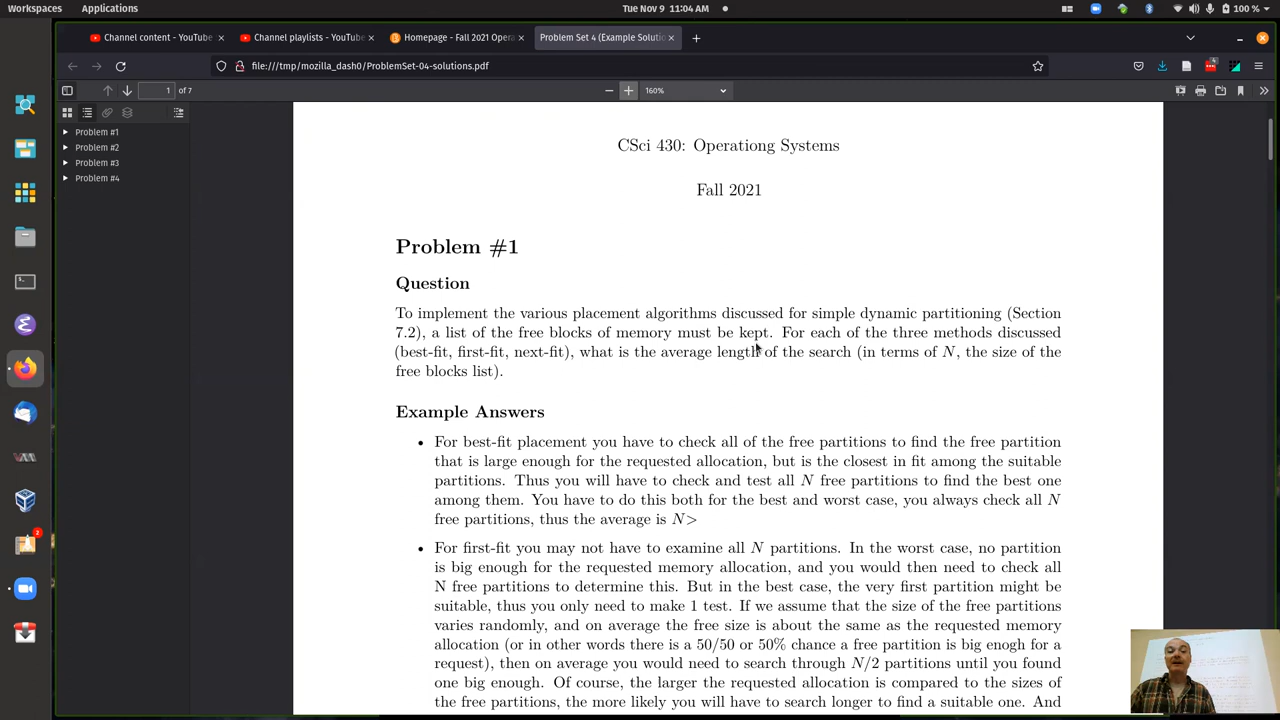 Workspaces Applications Tue Nov 9 11:04 AM 100 %
Channel content - YouTube × Channel playlists - YouTube × Homepage - Fall 2021 Opera × Problem Set 4 (Example Solutio ×
file:///tmp/mozilla_dash0/ProblemSet-04-solutions.pdf
1 of 7 160%
Problem #1
Problem #2
Problem #3
Problem #4
CSci 430: Operationg Systems
Fall 2021
Problem #1
Question
To implement the various placement algorithms discussed for simple dynamic partitioning (Section
7.2), a list of the free blocks of memory must be kept. For each of the three methods discussed
(best-fit, first-fit, next-fit), what is the average length of the search (in terms of N, the size of the
free blocks list).
Example Answers
• For best-fit placement you have to check all of the free partitions to find the free partition
that is large enough for the requested allocation, but is the closest in fit among the suitable
partitions. Thus you will have to check and test all N free partitions to find the best one
among them. You have to do this both for the best and worst case, you always check all N
free partitions, thus the average is N>
• For first-fit you may not have to examine all N partitions. In the worst case, no partition
is big enough for the requested memory allocation, and you would then need to check all
N free partitions to determine this. But in the best case, the very first partition might be
suitable, thus you only need to make 1 test. If we assume that the size of the free partitions
varies randomly, and on average the free size is about the same as the requested memory
allocation (or in other words there is a 50/50 or 50% chance a free partition is big enogh for a
request), then on average you would need to search through N/2 partitions until you found
one big enough. Of course, the larger the requested allocation is compared to the sizes of
the free partitions, the more likely you will have to search longer to find a suitable one. And